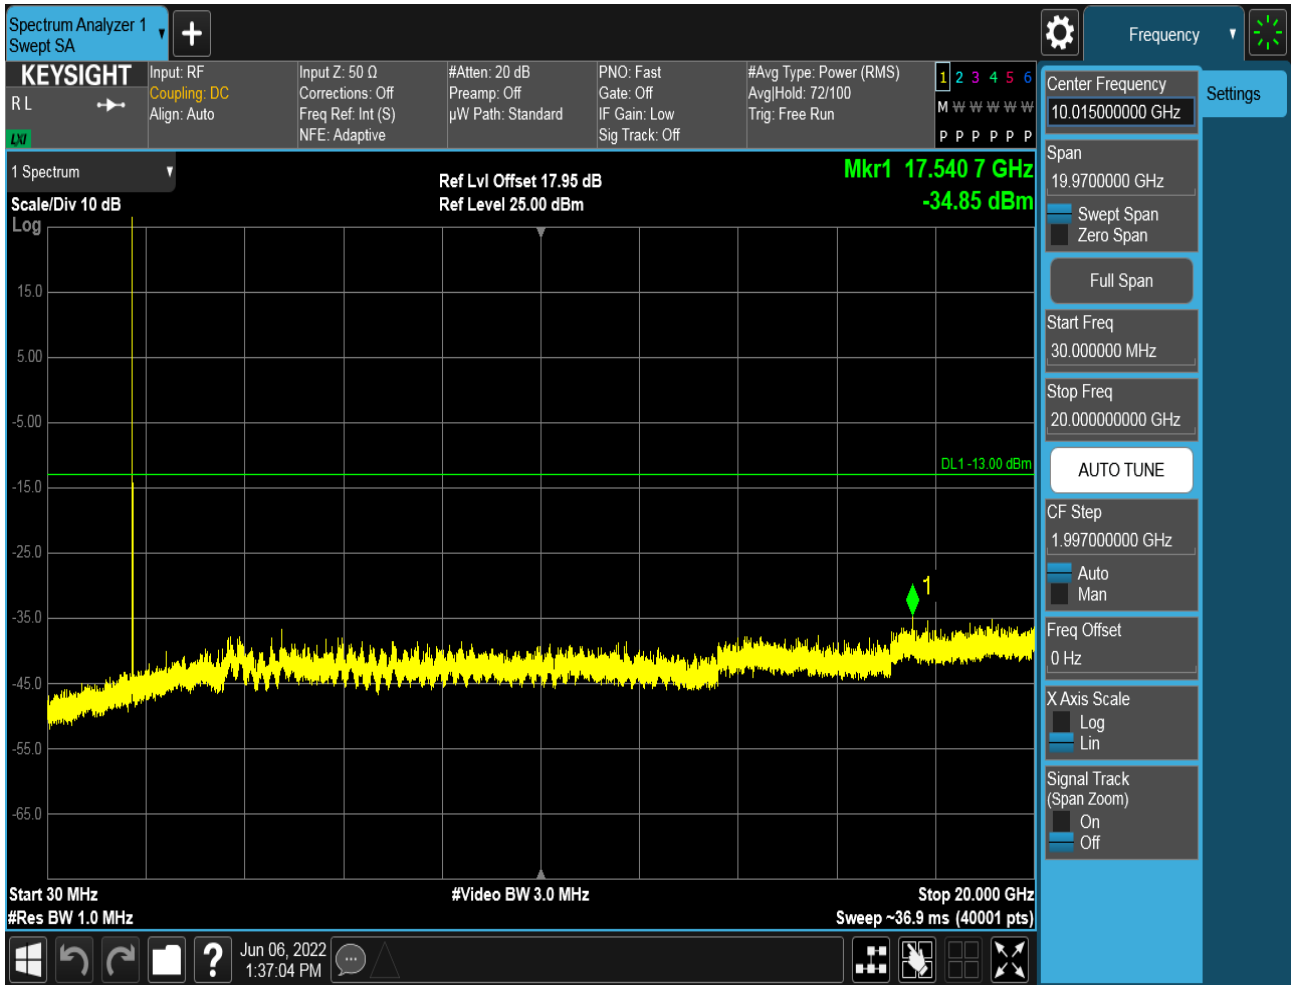 Spectrum Analyzer 1
Swept SA
Frequency
KEYSIGHT
R L
LXI
Input: RF
Coupling: DC
Align: Auto
Input Z: 50 Ω
Corrections: Off
Freq Ref: Int (S)
NFE: Adaptive
#Atten: 20 dB
Preamp: Off
µW Path: Standard
PNO: Fast
Gate: Off
IF Gain: Low
Sig Track: Off
#Avg Type: Power (RMS)
Avg|Hold: 72/100
Trig: Free Run
1 2 3 4 5 6
M W W W W W
P P P P P P
1 Spectrum
Scale/Div 10 dB
Log
Ref Lvl Offset 17.95 dB
Ref Level 25.00 dBm
Mkr1 17.540 7 GHz
-34.85 dBm
15.0
5.00
-5.00
-15.0
-25.0
-35.0
-45.0
-55.0
-65.0
DL1 -13.00 dBm
1
Start 30 MHz
#Res BW 1.0 MHz
#Video BW 3.0 MHz
Stop 20.000 GHz
Sweep ~36.9 ms (40001 pts)
Center Frequency
10.015000000 GHz
Settings
Span
19.9700000 GHz
Swept Span
Zero Span
Full Span
Start Freq
30.000000 MHz
Stop Freq
20.000000000 GHz
AUTO TUNE
CF Step
1.997000000 GHz
Auto
Man
Freq Offset
0 Hz
X Axis Scale
Log
Lin
Signal Track
(Span Zoom)
On
Off
?
Jun 06, 2022
1:37:04 PM